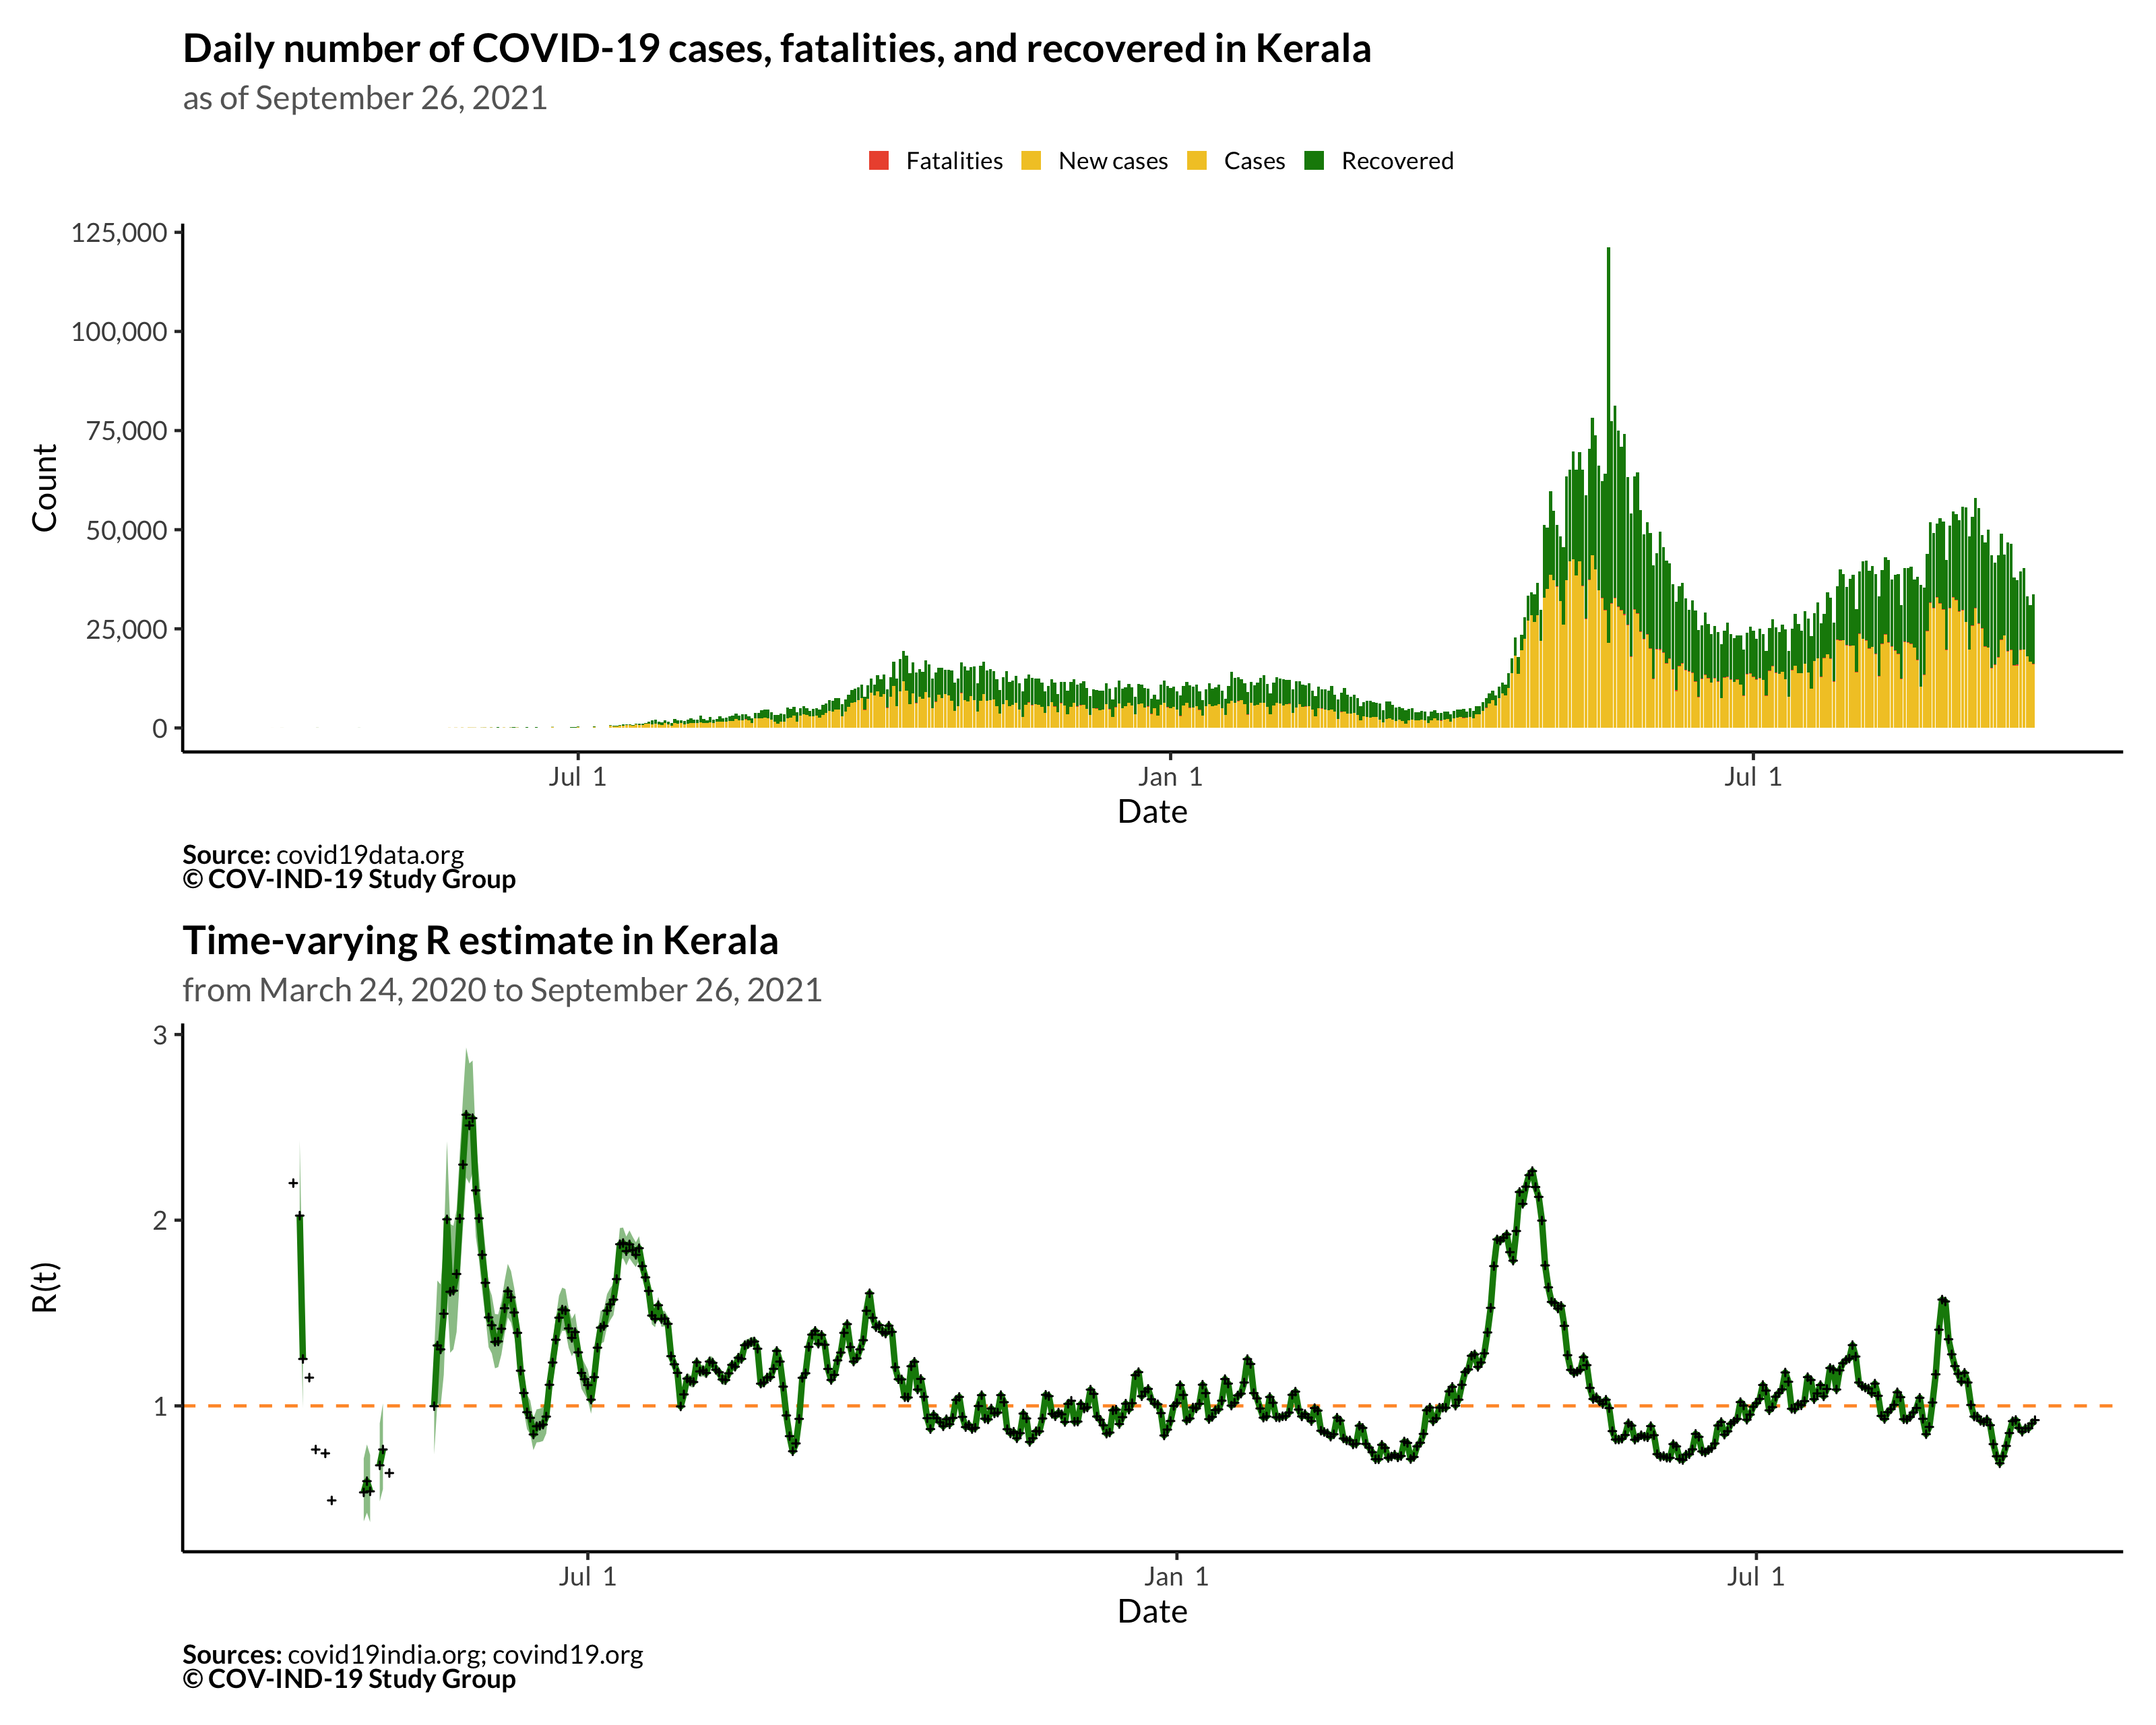 Daily number of COVID-19 cases, fatalities, and recovered in Kerala
as of September 26, 2021
Fatalities New cases Cases Recovered
125,000
100,000
75,000
50,000
25,000
0
Count
Jul 1 Jan 1 Jul 1
Date
Source: covid19data.org
© COV-IND-19 Study Group
Time-varying R estimate in Kerala
from March 24, 2020 to September 26, 2021
3
2
1
R(t)
Jul 1 Jan 1 Jul 1
Date
Sources: covid19india.org; covind19.org
© COV-IND-19 Study Group